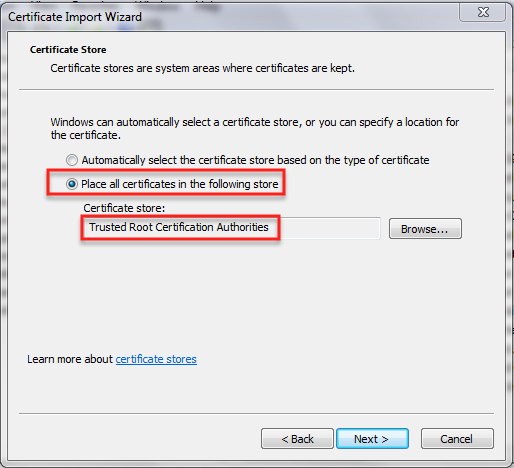 Certificate Import Wizard
Certificate Store
Certificate stores are system areas where certificates are kept.
Windows can automatically select a certificate store, or you can specify a location for
the certificate.
Automatically select the certificate store based on the type of certificate
Place all certificates in the following store
Certificate store:
Trusted Root Certification Authorities
Browse...
Learn more about certificate stores
< Back
Next >
Cancel